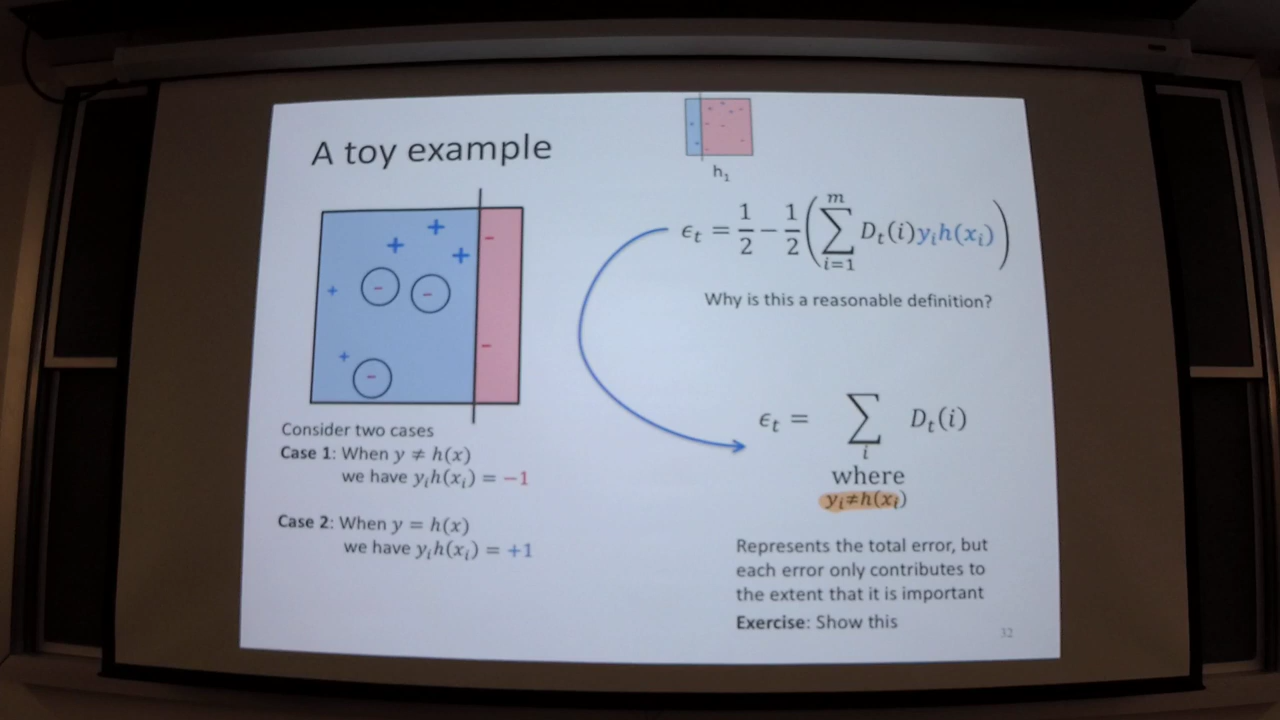 A toy example
h₁
ϵₜ = 1/2 − 1/2 (∑ᵢ₌₁ᵐ Dₜ(i)yᵢh(xᵢ))
Why is this a reasonable definition?
ϵₜ = ∑ᵢ Dₜ(i)
where
yᵢ≠h(xᵢ)
Consider two cases
Case 1: When y ≠ h(x)
we have yᵢh(xᵢ) = −1
Case 2: When y = h(x)
we have yᵢh(xᵢ) = +1
Represents the total error, but
each error only contributes to
the extent that it is important
Exercise: Show this
32